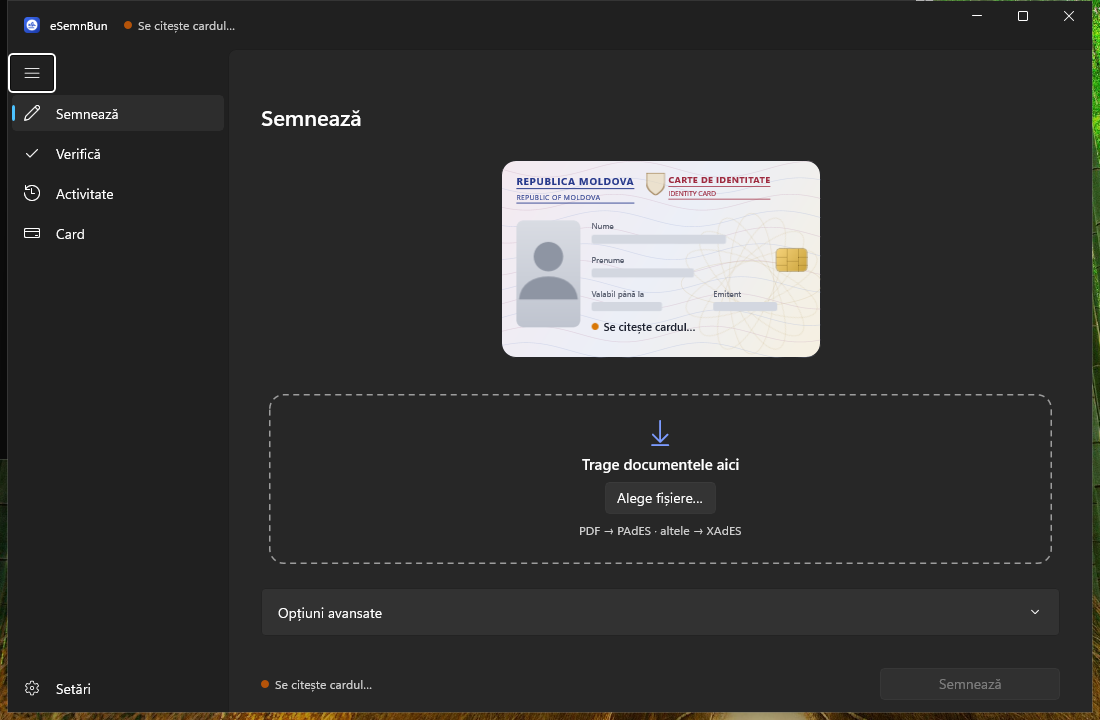 eSemnBun
Se citește cardul...
Semnează
Verifică
Activitate
Card
Setări
Semnează
REPUBLICA MOLDOVA
REPUBLIC OF MOLDOVA
CARTE DE IDENTITATE
IDENTITY CARD
Nume
Prenume
Valabil până la
Emitent
Se citește cardul...
Trage documentele aici
Alege fișiere...
PDF → PAdES · altele → XAdES
Opțiuni avansate
Se citește cardul...
Semnează